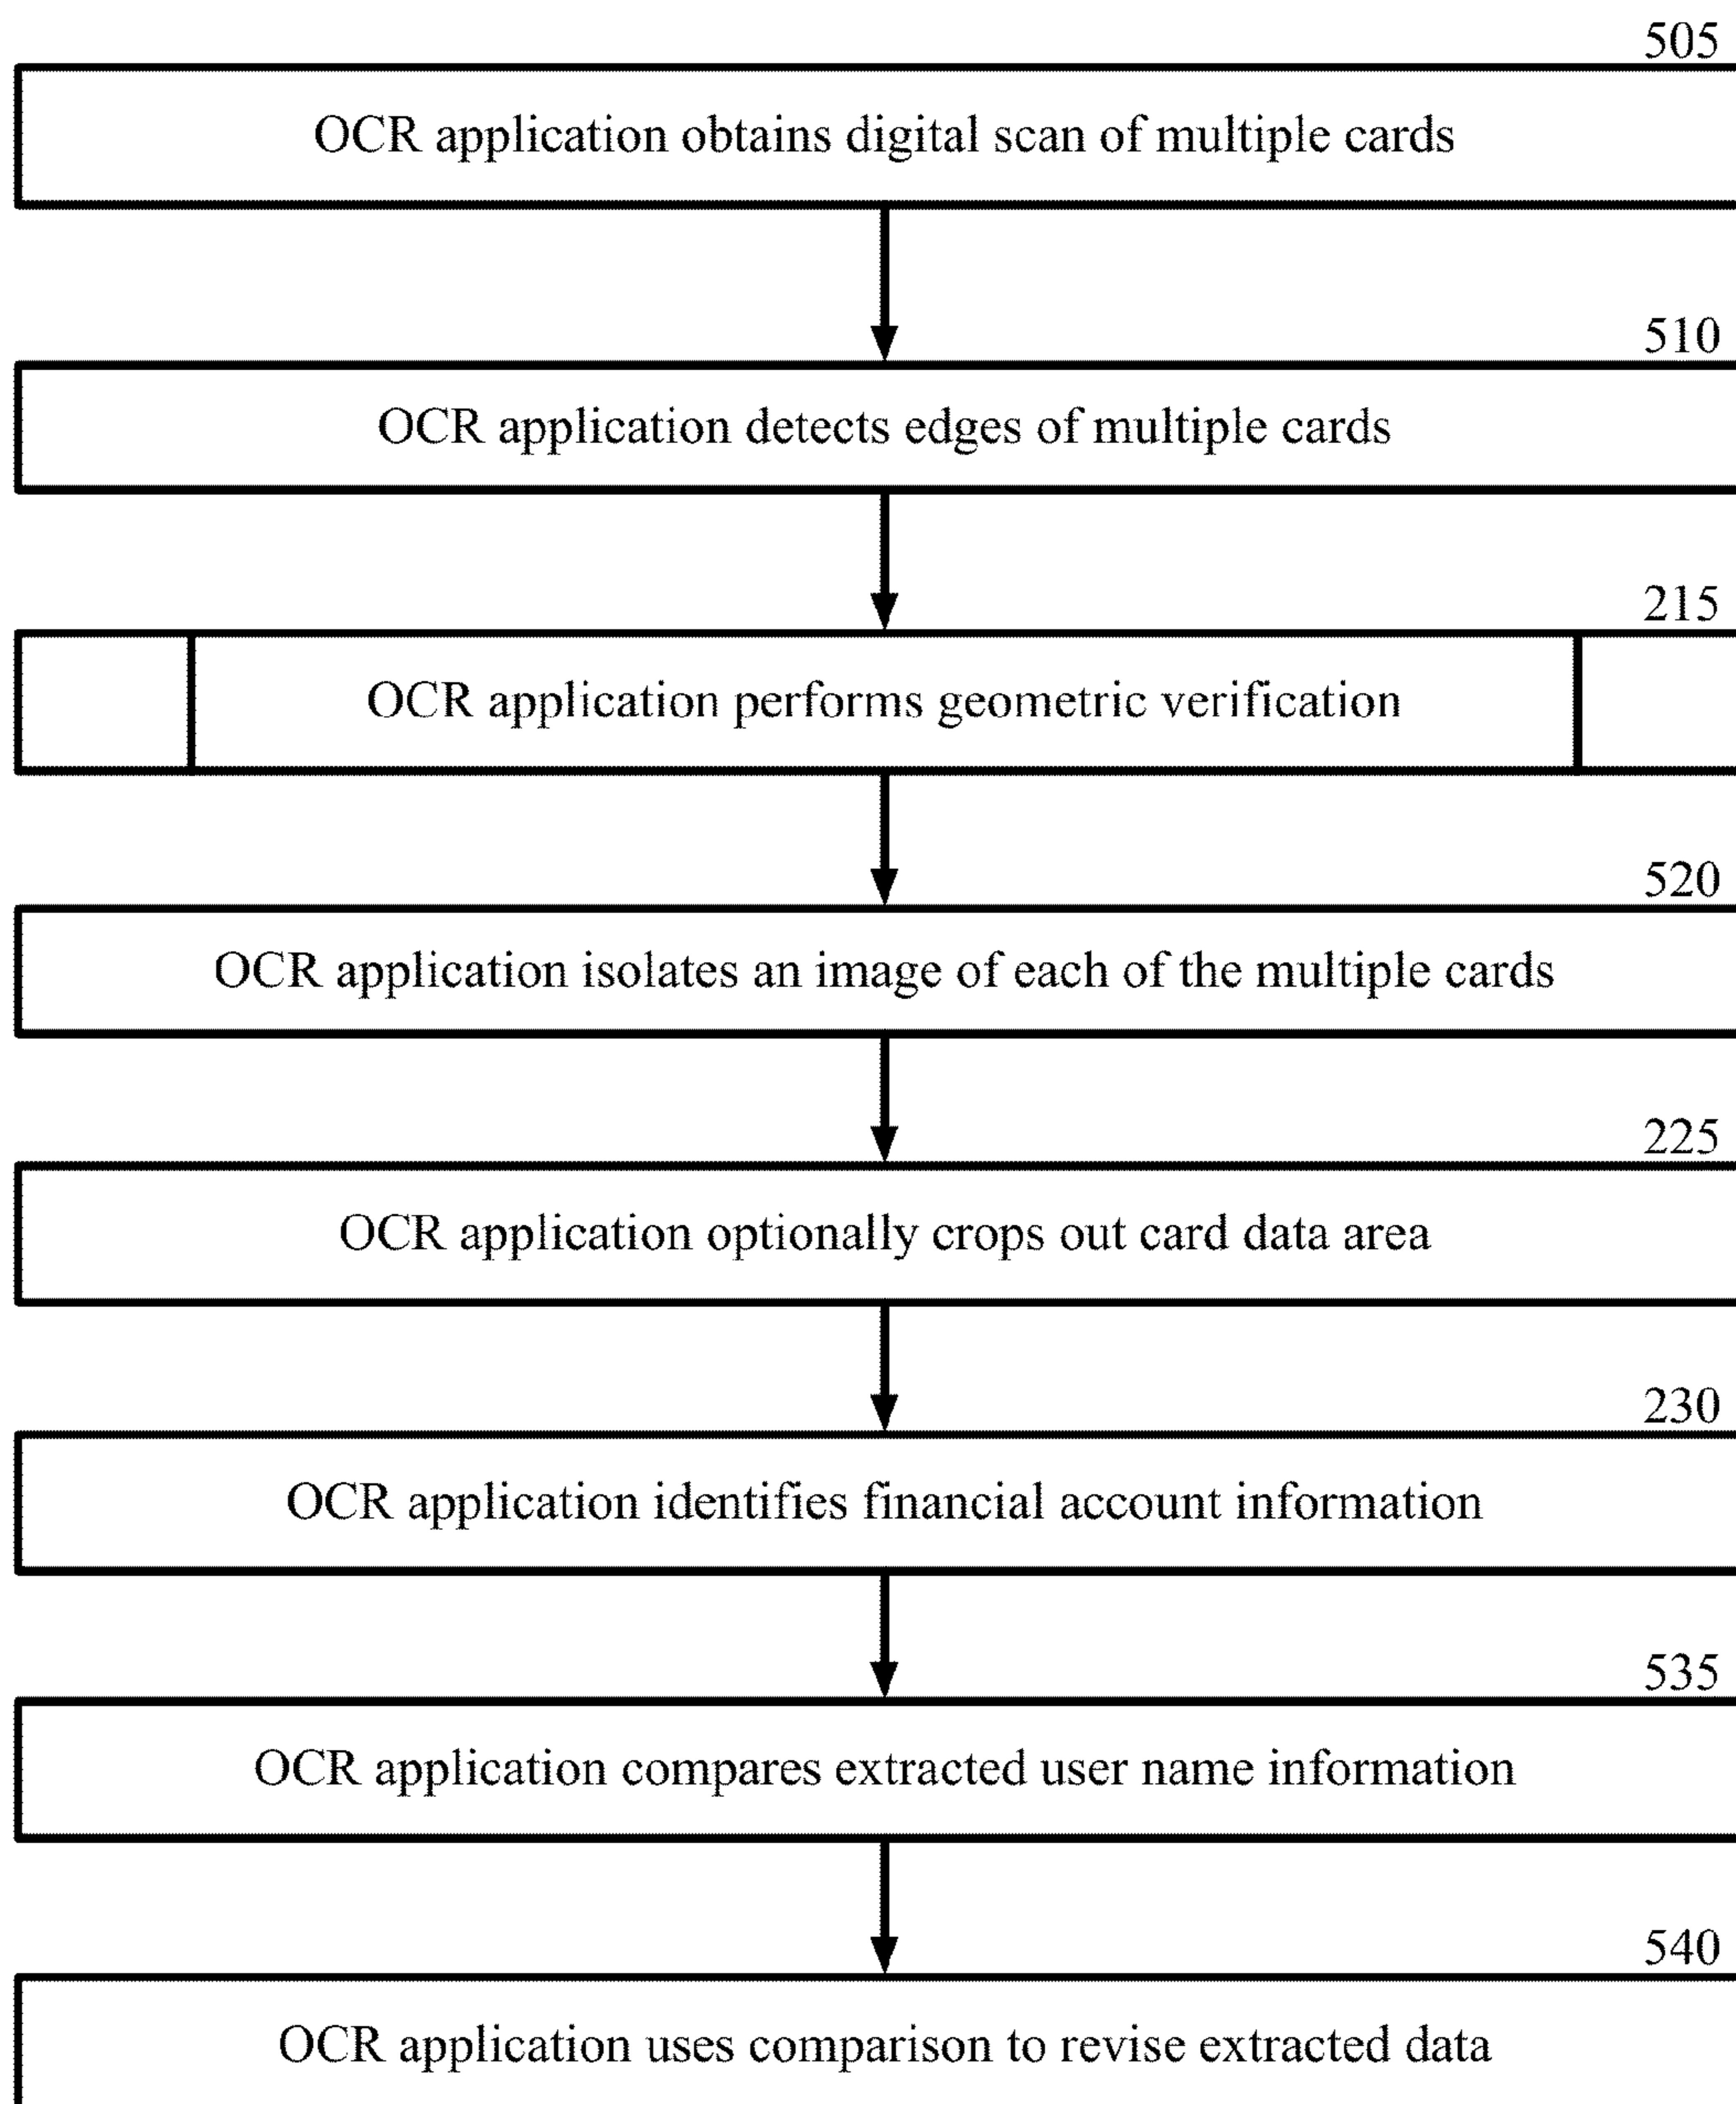 505
OCR application obtains digital scan of multiple cards
510
OCR application detects edges of multiple cards
215
OCR application performs geometric verification
520
OCR application isolates an image of each of the multiple cards
225
OCR application optionally crops out card data area
230
OCR application identifies financial account information
535
OCR application compares extracted user name information
540
OCR application uses comparison to revise extracted data